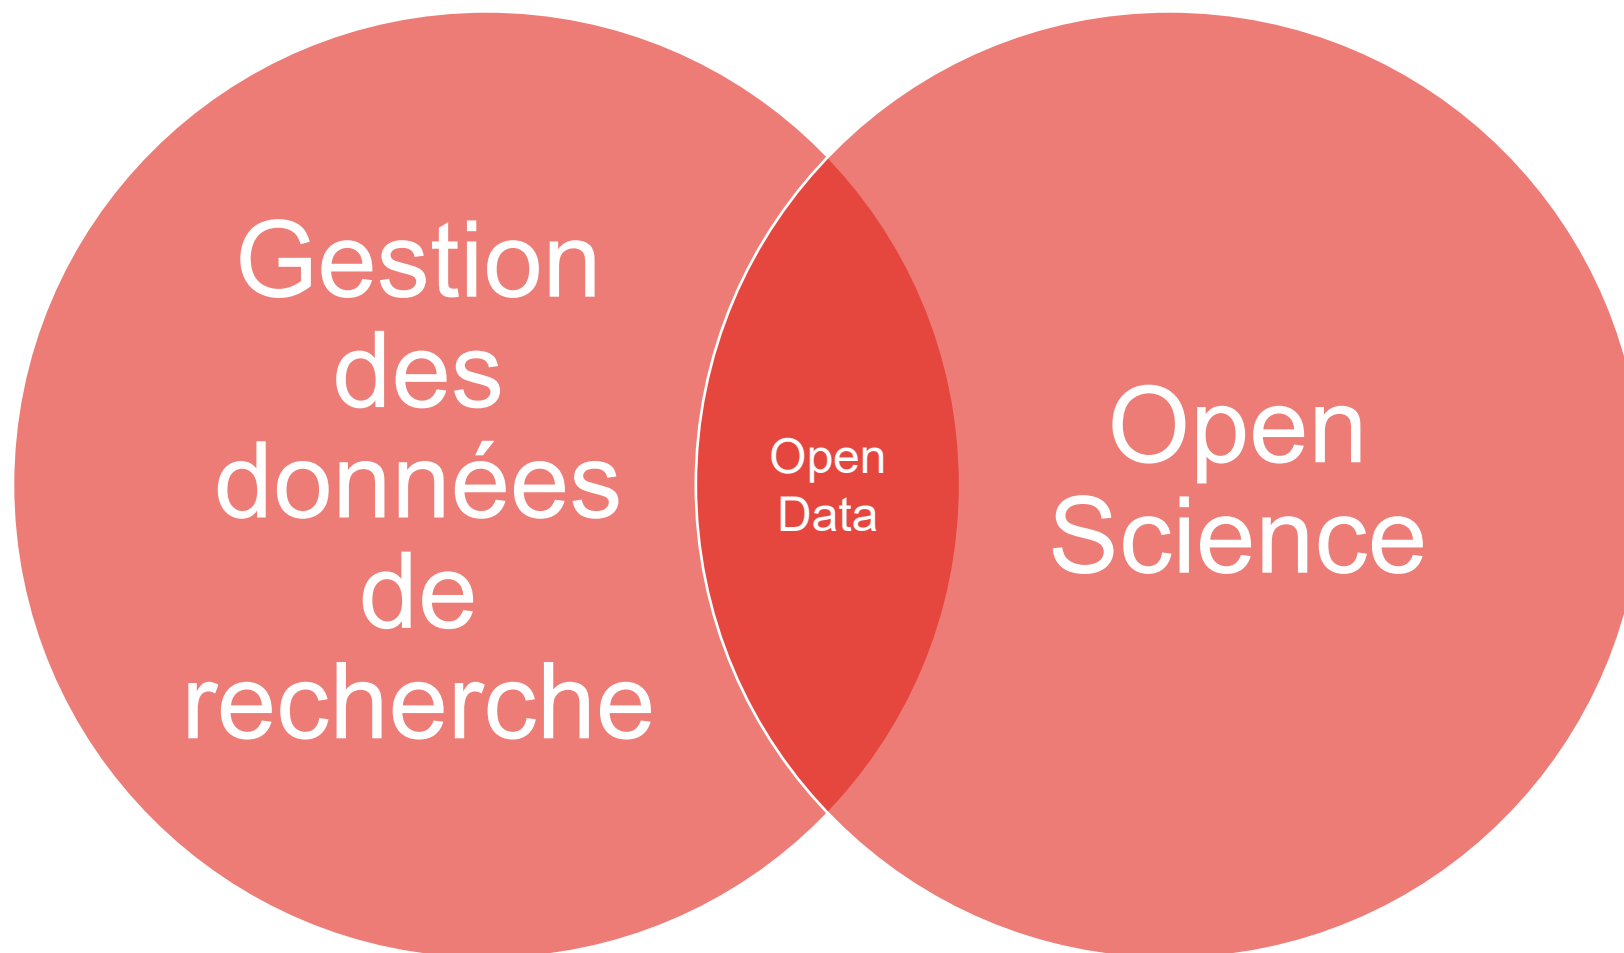 Gestion
des
données
de
recherche
Open
Data
Open
Science